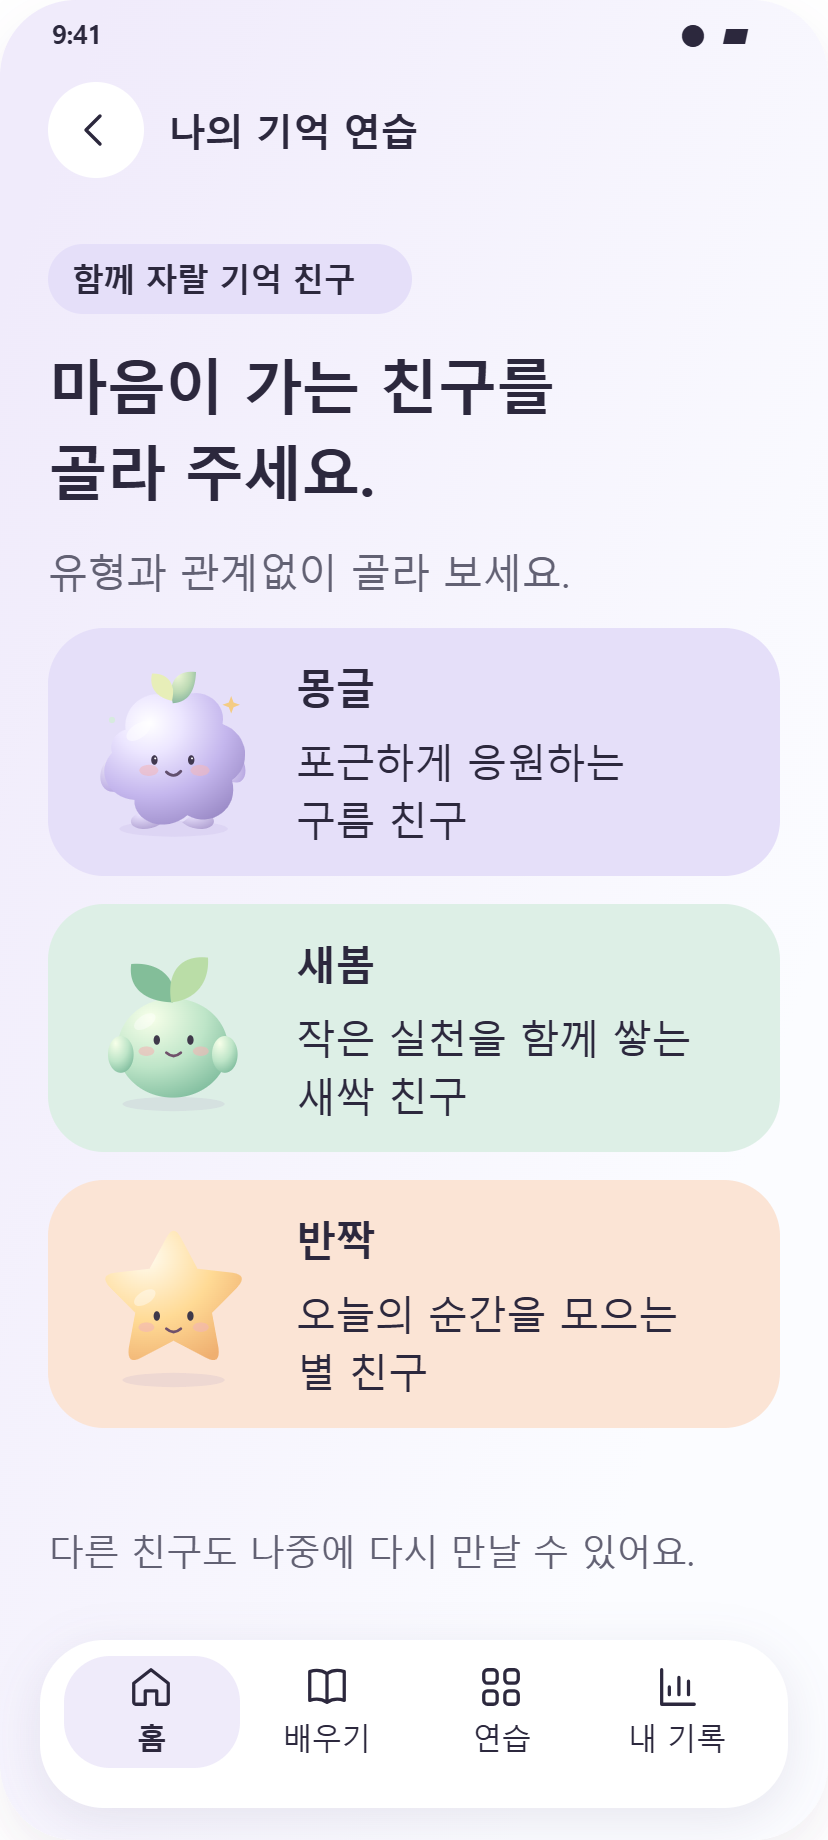 9:41
나의 기억 연습
함께 자랄 기억 친구
마음이 가는 친구를
골라 주세요.
유형과 관계없이 골라 보세요.
몽글
포근하게 응원하는
구름 친구
새봄
작은 실천을 함께 쌓는
새싹 친구
반짝
오늘의 순간을 모으는
별 친구
다른 친구도 나중에 다시 만날 수 있어요.
홈
배우기
연습
내 기록